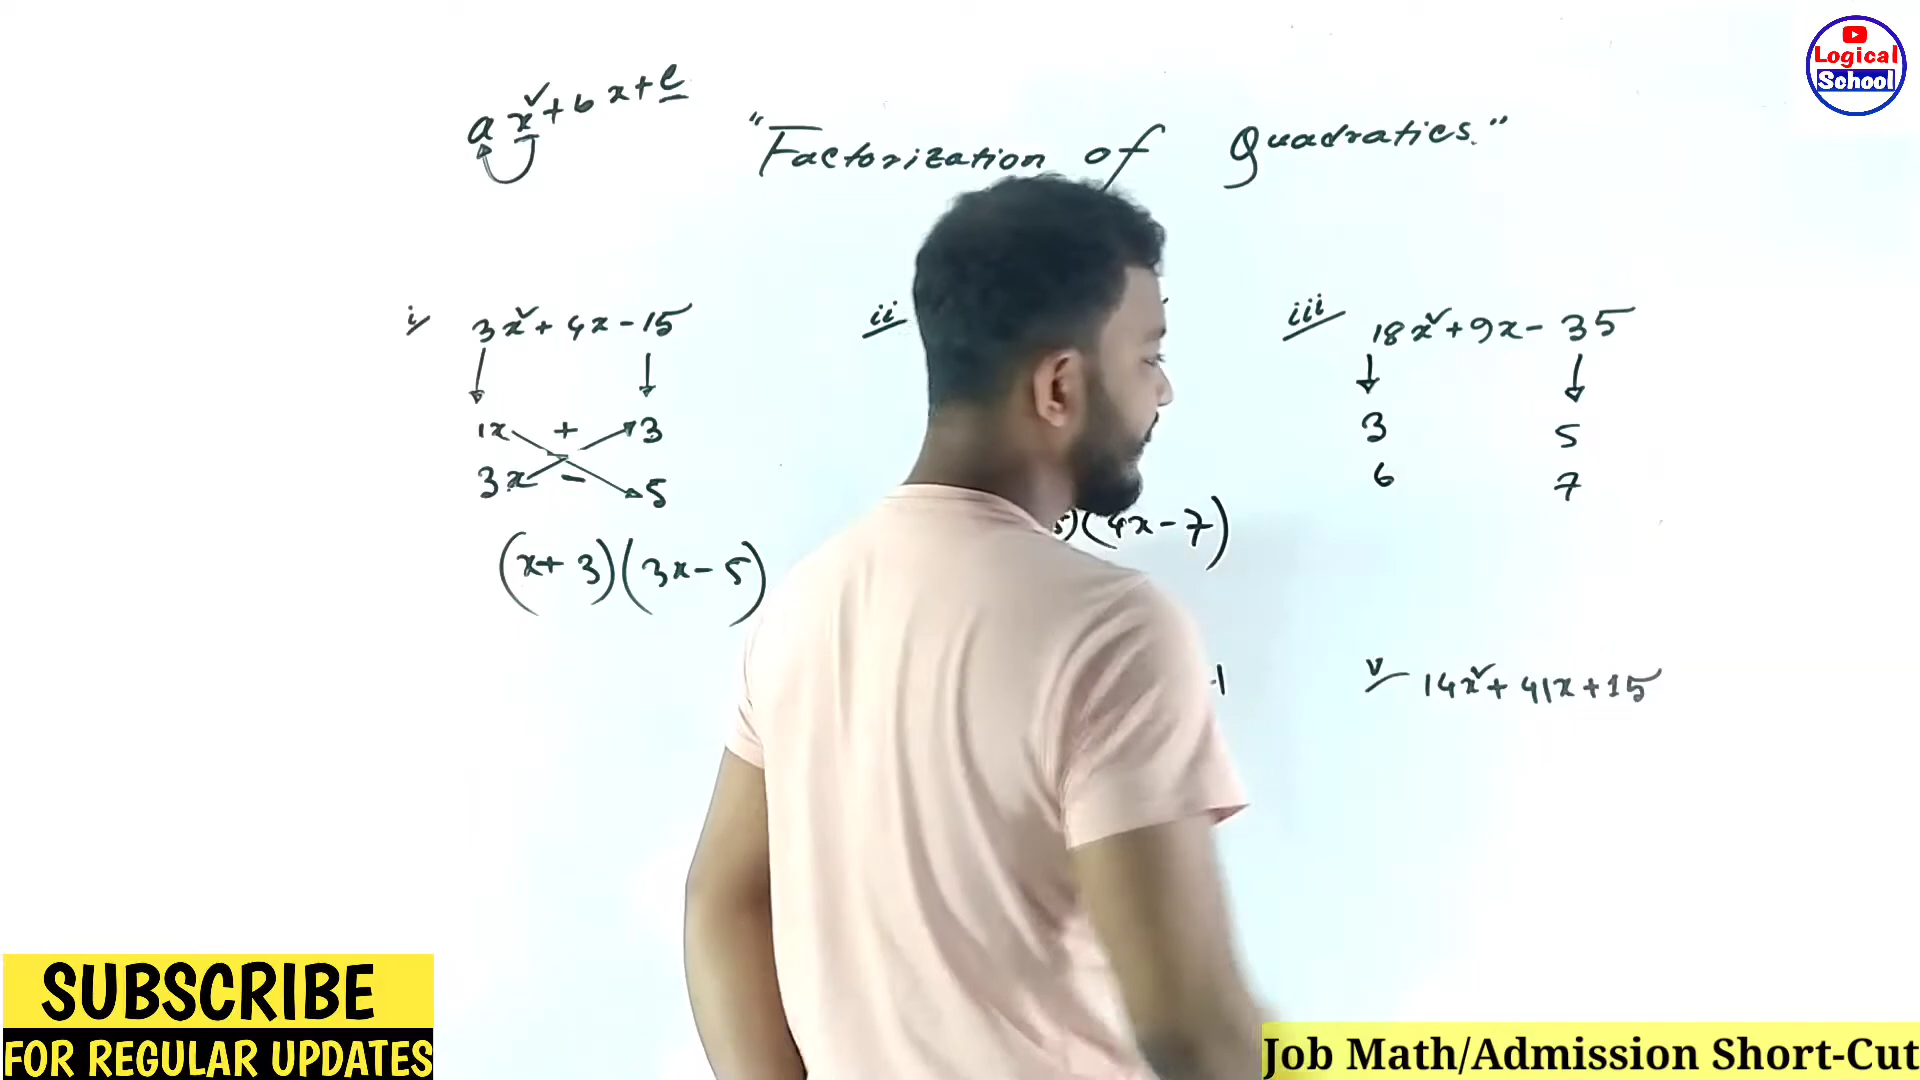 Logical
School
ax²+bx+c
"Factorization of Quadratics."
i 3x²+4x-15
1x + 3
3x - 5
(x+3)(3x-5)
ii
)(4x-7)
iii 18x²+9x-35
3 5
6 7
-1
v 14x²+41x+15
SUBSCRIBE
FOR REGULAR UPDATES
Job Math/Admission Short-Cut